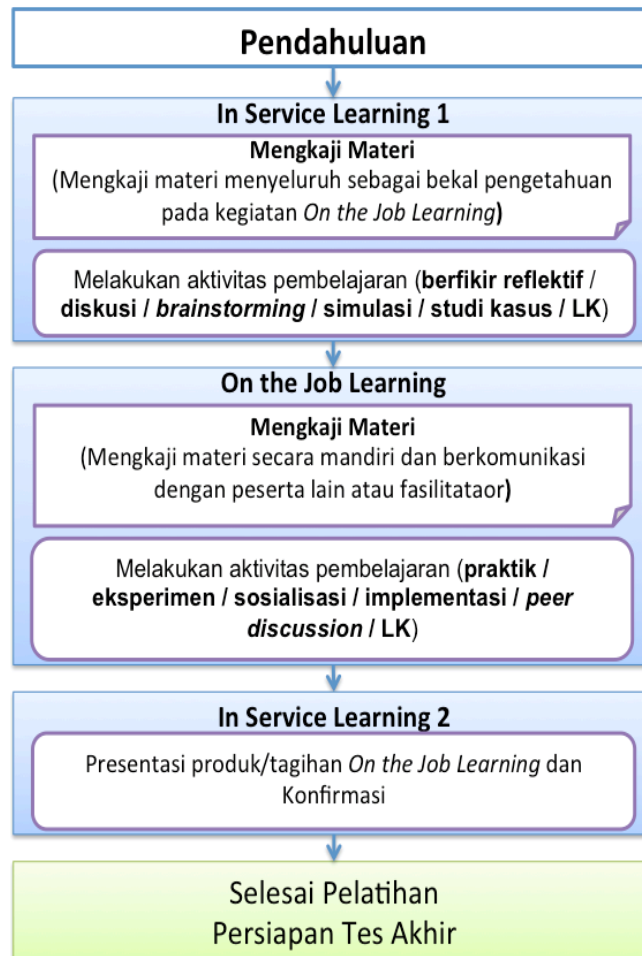 Pendahuluan
In Service Learning 1
Mengkaji Materi
(Mengkaji materi menyeluruh sebagai bekal pengetahuan
pada kegiatan On the Job Learning)
Melakukan aktivitas pembelajaran (berfikir reflektif /
diskusi / brainstorming / simulasi / studi kasus / LK)
On the Job Learning
Mengkaji Materi
(Mengkaji materi secara mandiri dan berkomunikasi
dengan peserta lain atau fasilitataor)
Melakukan aktivitas pembelajaran (praktik /
eksperimen / sosialisasi / implementasi / peer
discussion / LK)
In Service Learning 2
Presentasi produk/tagihan On the Job Learning dan
Konfirmasi
Selesai Pelatihan
Persiapan Tes Akhir